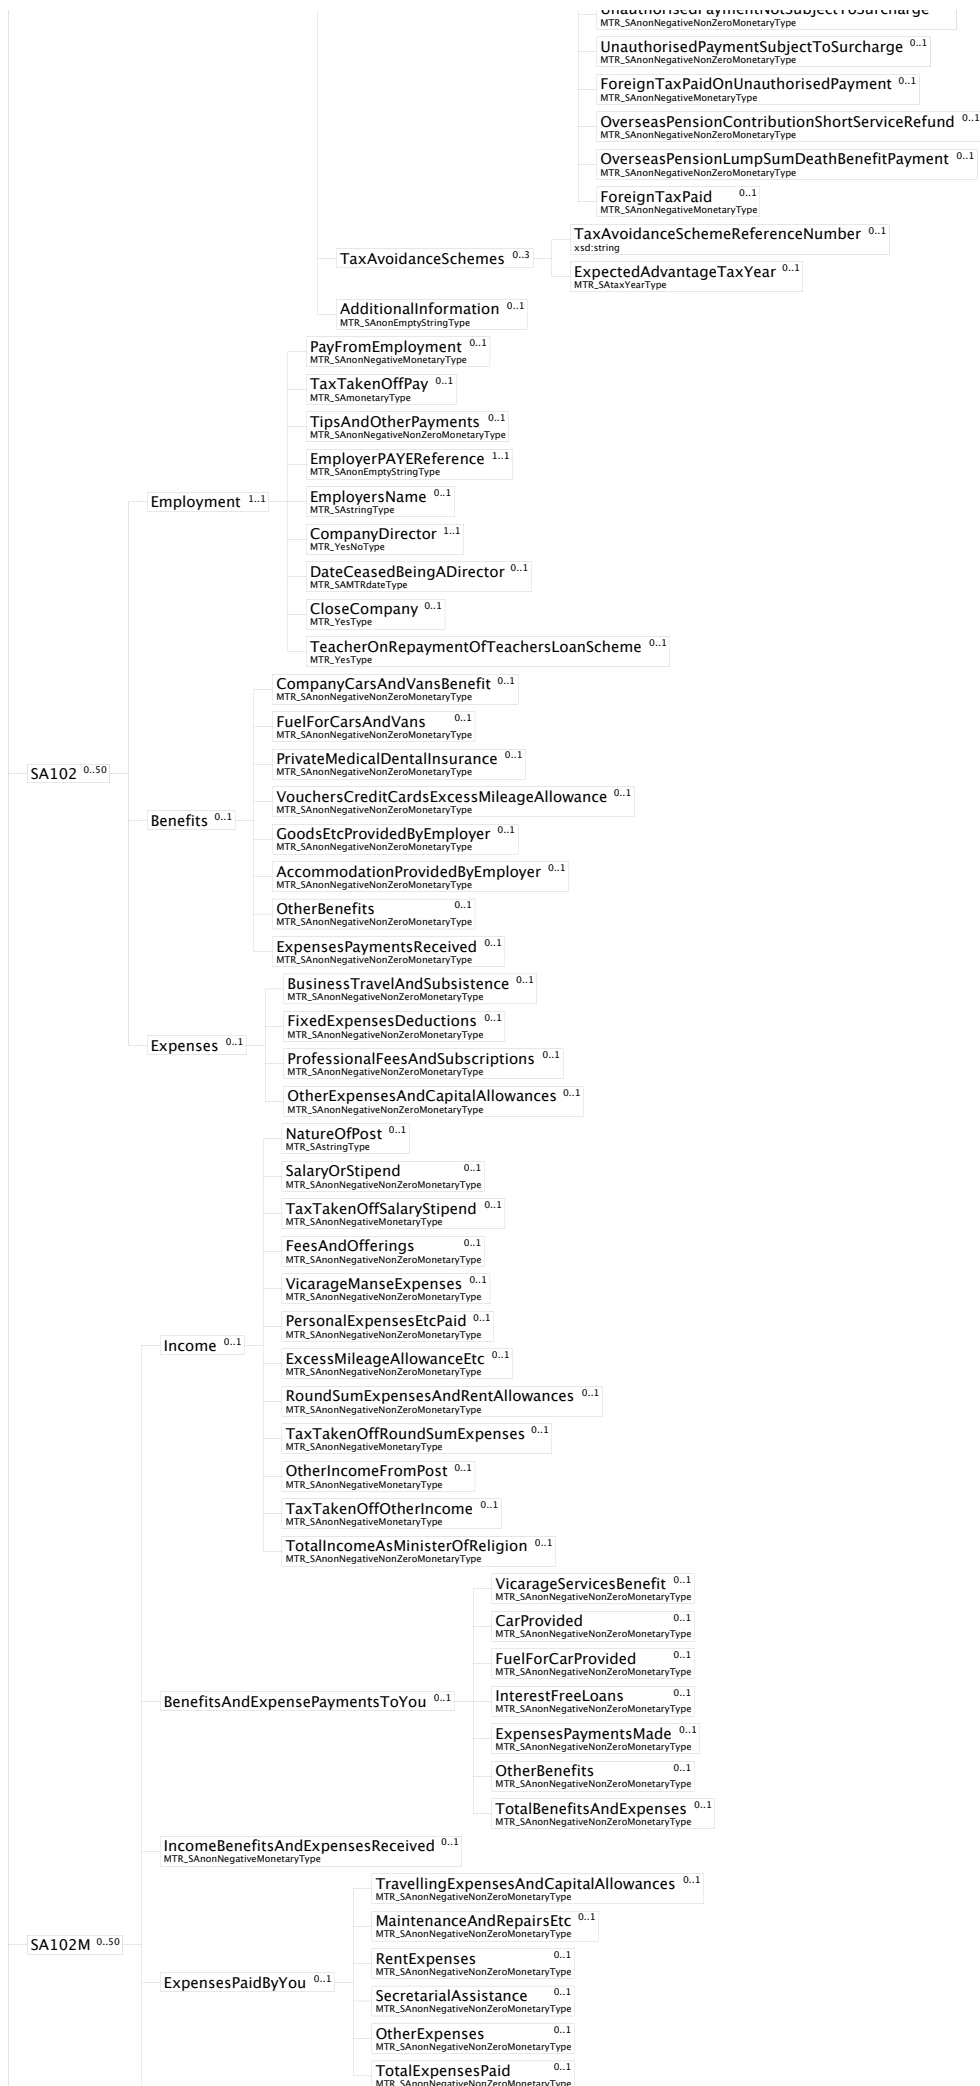 UnauthorisedPaymentNotSubjectToSurcharge
MTR_SAnonNegativeNonZeroMonetaryType
UnauthorisedPaymentSubjectToSurcharge 0..1
MTR_SAnonNegativeNonZeroMonetaryType
ForeignTaxPaidOnUnauthorisedPayment 0..1
MTR_SAnonNegativeMonetaryType
OverseasPensionContributionShortServiceRefund 0..1
MTR_SAnonNegativeNonZeroMonetaryType
OverseasPensionLumpSumDeathBenefitPayment 0..1
MTR_SAnonNegativeNonZeroMonetaryType
ForeignTaxPaid 0..1
MTR_SAnonNegativeMonetaryType
TaxAvoidanceSchemes 0..3
TaxAvoidanceSchemeReferenceNumber 0..1
xsd:string
ExpectedAdvantageTaxYear 0..1
MTR_SAtaxYearType
AdditionalInformation 0..1
MTR_SAnonEmptyStringType
SA102 0..50
Employment 1..1
PayFromEmployment 0..1
MTR_SAnonNegativeMonetaryType
TaxTakenOffPay 0..1
MTR_SAmonetaryType
TipsAndOtherPayments 0..1
MTR_SAnonNegativeNonZeroMonetaryType
EmployerPAYEReference 1..1
MTR_SAnonEmptyStringType
EmployersName 0..1
MTR_SAstringType
CompanyDirector 1..1
MTR_YesNoType
DateCeasedBeingADirector 0..1
MTR_SAMTRdateType
CloseCompany 0..1
MTR_YesType
TeacherOnRepaymentOfTeachersLoanScheme 0..1
MTR_YesType
Benefits 0..1
CompanyCarsAndVansBenefit 0..1
MTR_SAnonNegativeNonZeroMonetaryType
FuelForCarsAndVans 0..1
MTR_SAnonNegativeNonZeroMonetaryType
PrivateMedicalDentalInsurance 0..1
MTR_SAnonNegativeNonZeroMonetaryType
VouchersCreditCardsExcessMileageAllowance 0..1
MTR_SAnonNegativeNonZeroMonetaryType
GoodsEtcProvidedByEmployer 0..1
MTR_SAnonNegativeNonZeroMonetaryType
AccommodationProvidedByEmployer 0..1
MTR_SAnonNegativeNonZeroMonetaryType
OtherBenefits 0..1
MTR_SAnonNegativeNonZeroMonetaryType
ExpensesPaymentsReceived 0..1
MTR_SAnonNegativeNonZeroMonetaryType
Expenses 0..1
BusinessTravelAndSubsistence 0..1
MTR_SAnonNegativeNonZeroMonetaryType
FixedExpensesDeductions 0..1
MTR_SAnonNegativeNonZeroMonetaryType
ProfessionalFeesAndSubscriptions 0..1
MTR_SAnonNegativeNonZeroMonetaryType
OtherExpensesAndCapitalAllowances 0..1
MTR_SAnonNegativeNonZeroMonetaryType
SA102M 0..50
Income 0..1
NatureOfPost 0..1
MTR_SAstringType
SalaryOrStipend 0..1
MTR_SAnonNegativeNonZeroMonetaryType
TaxTakenOffSalaryStipend 0..1
MTR_SAnonNegativeMonetaryType
FeesAndOfferings 0..1
MTR_SAnonNegativeNonZeroMonetaryType
VicarageManseExpenses 0..1
MTR_SAnonNegativeNonZeroMonetaryType
PersonalExpensesEtcPaid 0..1
MTR_SAnonNegativeNonZeroMonetaryType
ExcessMileageAllowanceEtc 0..1
MTR_SAnonNegativeNonZeroMonetaryType
RoundSumExpensesAndRentAllowances 0..1
MTR_SAnonNegativeNonZeroMonetaryType
TaxTakenOffRoundSumExpenses 0..1
MTR_SAnonNegativeMonetaryType
OtherIncomeFromPost 0..1
MTR_SAnonNegativeMonetaryType
TaxTakenOffOtherIncome 0..1
MTR_SAnonNegativeMonetaryType
TotalIncomeAsMinisterOfReligion 0..1
MTR_SAnonNegativeNonZeroMonetaryType
BenefitsAndExpensePaymentsToYou 0..1
VicarageServicesBenefit 0..1
MTR_SAnonNegativeNonZeroMonetaryType
CarProvided 0..1
MTR_SAnonNegativeNonZeroMonetaryType
FuelForCarProvided 0..1
MTR_SAnonNegativeNonZeroMonetaryType
InterestFreeLoans 0..1
MTR_SAnonNegativeNonZeroMonetaryType
ExpensesPaymentsMade 0..1
MTR_SAnonNegativeNonZeroMonetaryType
OtherBenefits 0..1
MTR_SAnonNegativeNonZeroMonetaryType
TotalBenefitsAndExpenses 0..1
MTR_SAnonNegativeNonZeroMonetaryType
IncomeBenefitsAndExpensesReceived 0..1
MTR_SAnonNegativeMonetaryType
ExpensesPaidByYou 0..1
TravellingExpensesAndCapitalAllowances 0..1
MTR_SAnonNegativeNonZeroMonetaryType
MaintenanceAndRepairsEtc 0..1
MTR_SAnonNegativeNonZeroMonetaryType
RentExpenses 0..1
MTR_SAnonNegativeNonZeroMonetaryType
SecretarialAssistance 0..1
MTR_SAnonNegativeNonZeroMonetaryType
OtherExpenses 0..1
MTR_SAnonNegativeNonZeroMonetaryType
TotalExpensesPaid 0..1
MTR_SAnonNegativeNonZeroMonetaryType